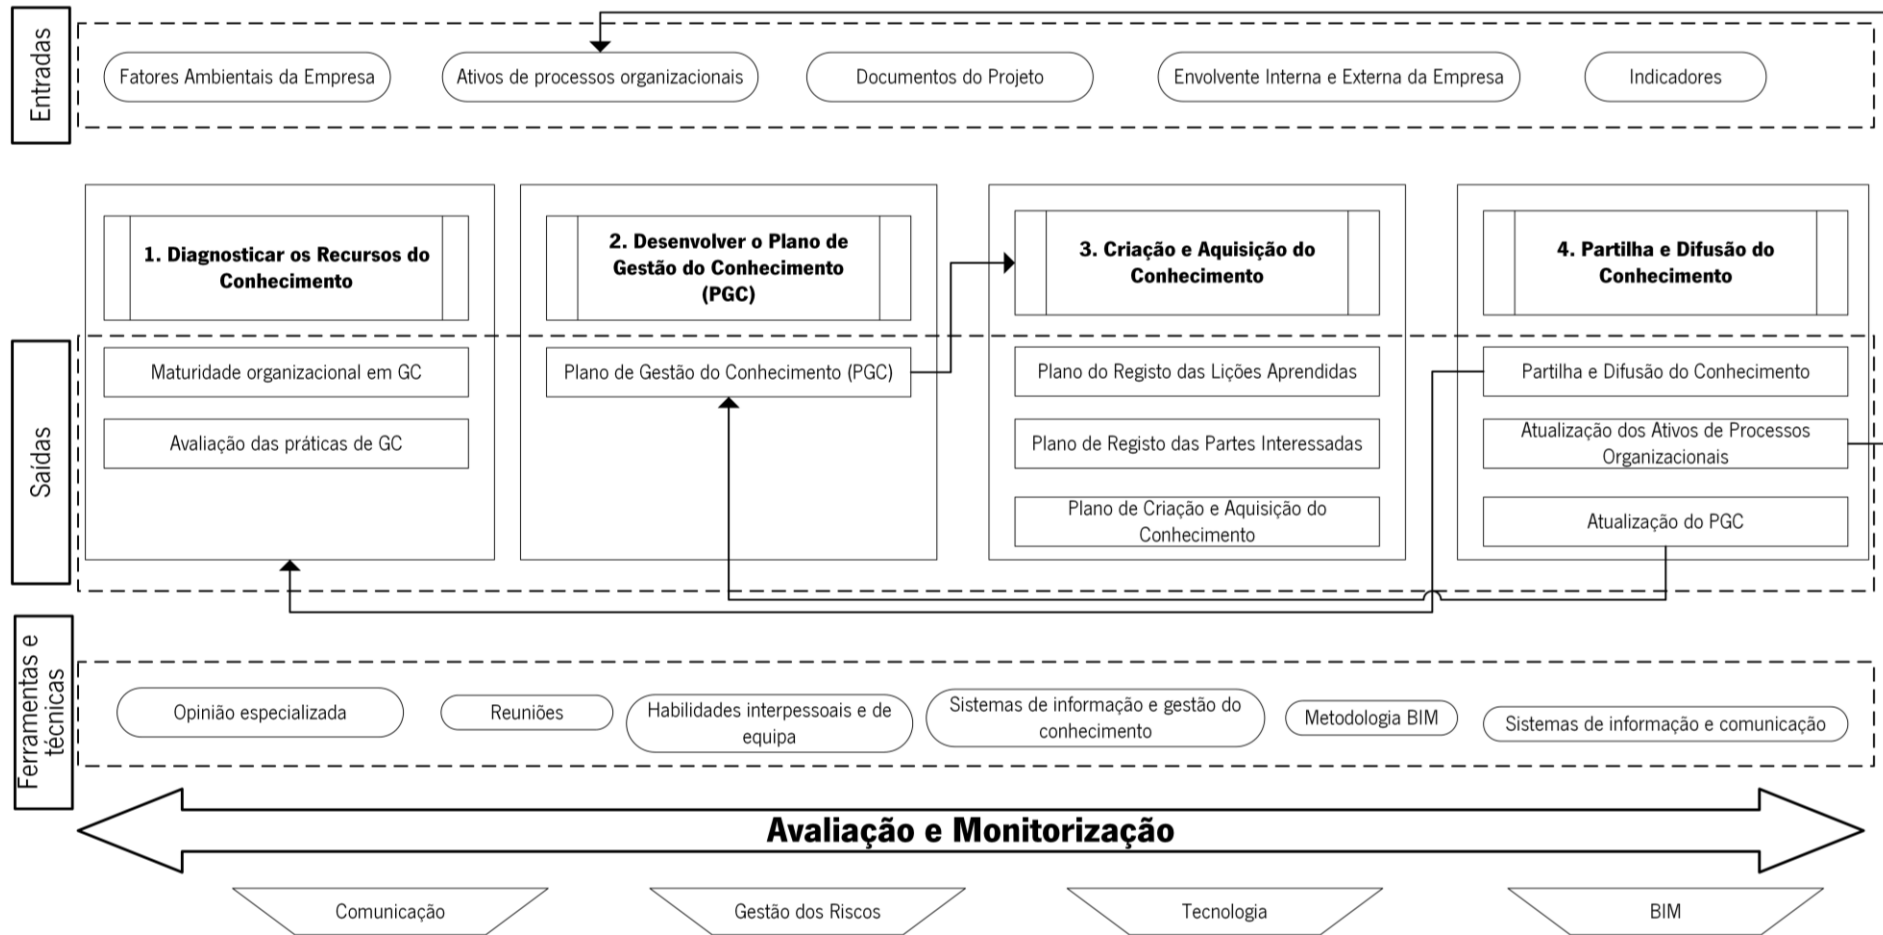 Entradas
Fatores Ambientais da Empresa
Ativos de processos organizacionais
Documentos do Projeto
Envolvente Interna e Externa da Empresa
Indicadores
1. Diagnosticar os Recursos do
Conhecimento
2. Desenvolver o Plano de
Gestão do Conhecimento
(PGC)
3. Criação e Aquisição do
Conhecimento
4. Partilha e Difusão do
Conhecimento
Saídas
Maturidade organizacional em GC
Avaliação das práticas de GC
Plano de Gestão do Conhecimento (PGC)
Plano do Registo das Lições Aprendidas
Plano de Registo das Partes Interessadas
Plano de Criação e Aquisição do
Conhecimento
Partilha e Difusão do Conhecimento
Atualização dos Ativos de Processos
Organizacionais
Atualização do PGC
Ferramentas e
técnicas
Opinião especializada
Reuniões
Habilidades interpessoais e de
equipa
Sistemas de informação e gestão do
conhecimento
Metodologia BIM
Sistemas de informação e comunicação
Avaliação e Monitorização
Comunicação
Gestão dos Riscos
Tecnologia
BIM